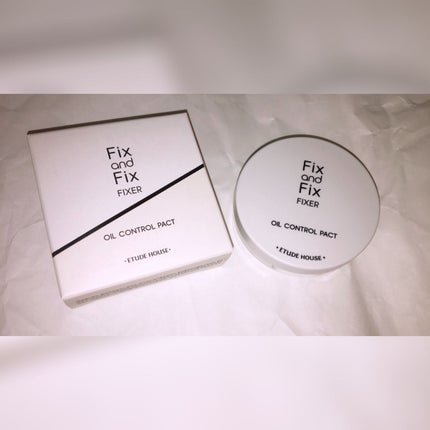 Fix
and
Fix
FIXER
OIL CONTROL PACT
• ETUDE HOUSE •
Fix
and
Fix
FIXER
OIL CONTROL PACT
• ETUDE HOUSE •